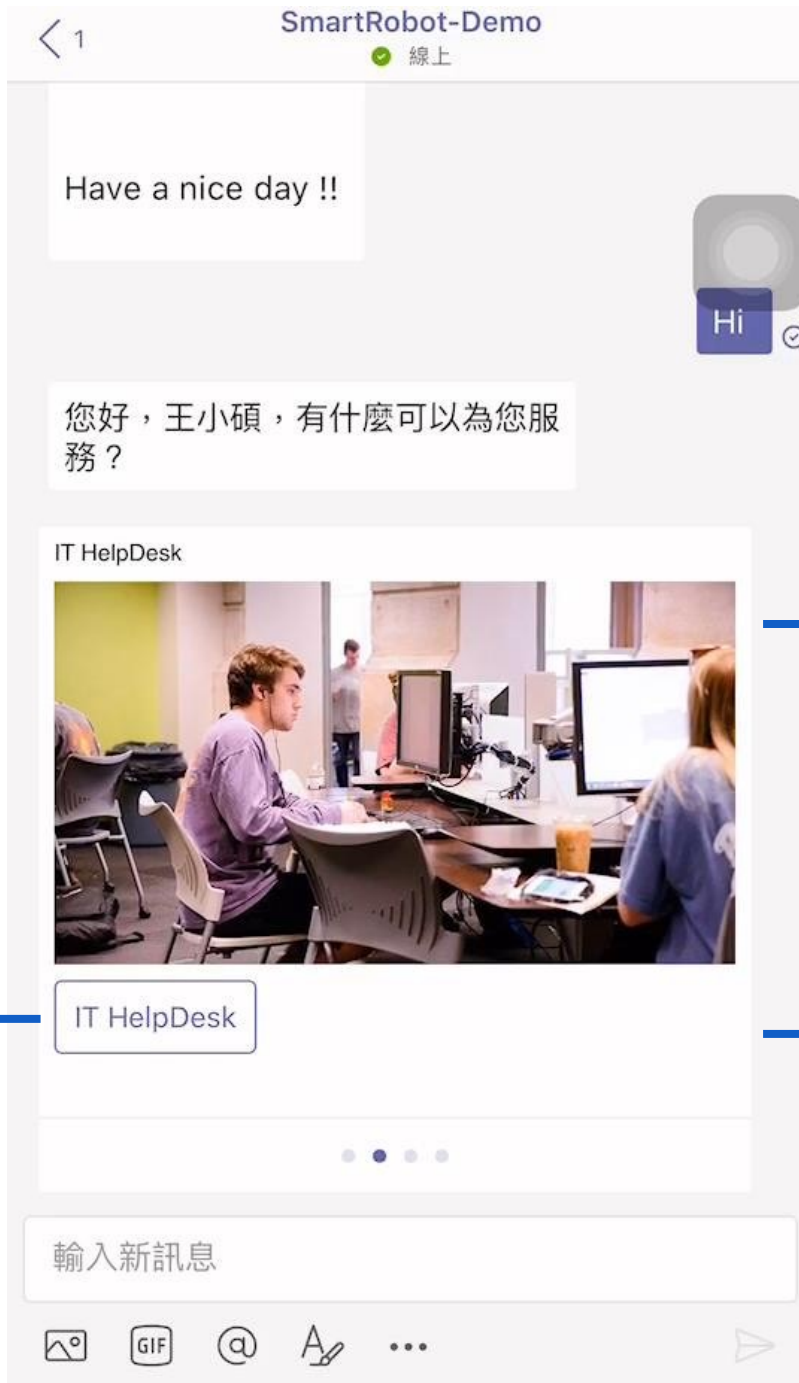 1
SmartRobot-Demo
線上
Have a nice day !!
Hi
您好，王小碩，有什麼可以為您服
務？
IT HelpDesk
IT HelpDesk
輸入新訊息
GIF